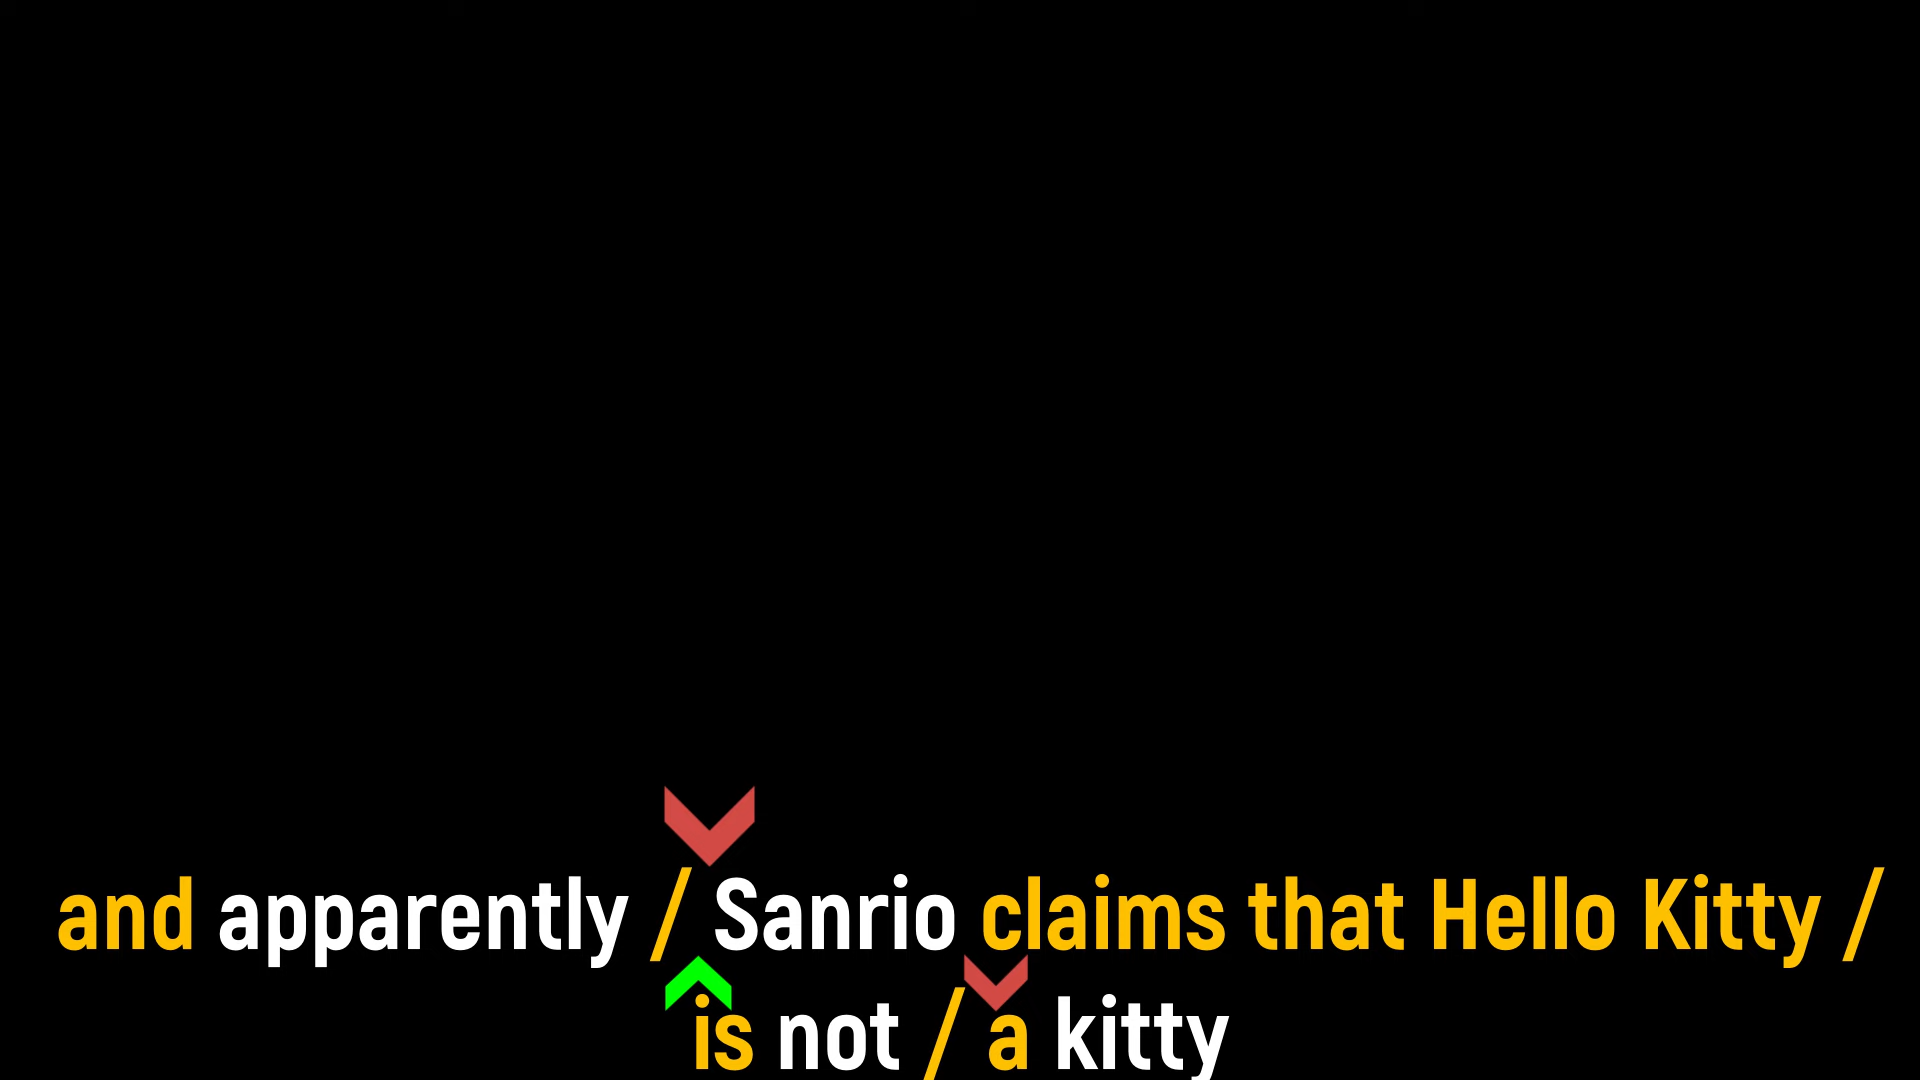 and apparently / Sanrio claims that Hello Kitty /
is not / a kitty